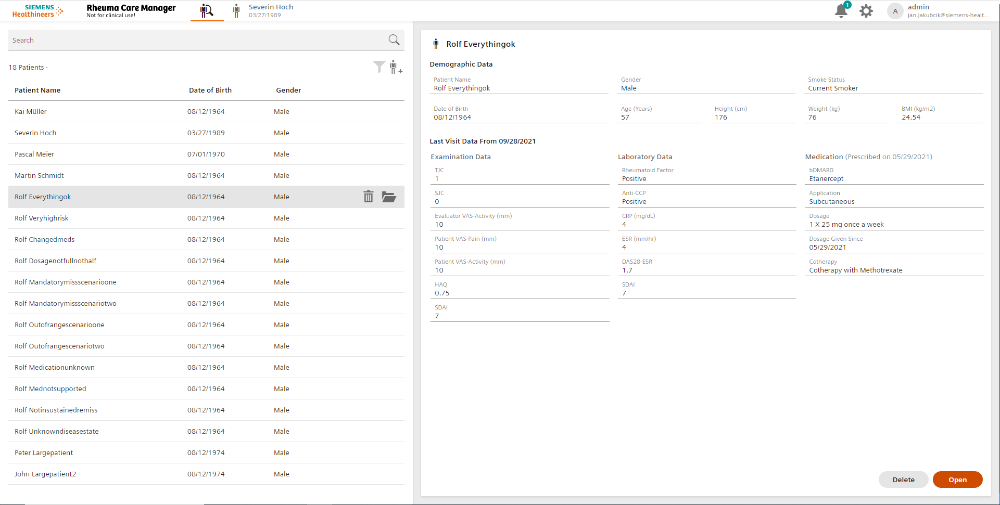 SIEMENS
Healthineers
Rheuma Care Manager
Not for clinical use!
Severin Hoch
03/27/1989
1
A
admin
jan.jakubcik@siemens-healt...
Search
18 Patients ·
Patient Name Date of Birth Gender
Kai Müller 08/12/1964 Male
Severin Hoch 03/27/1989 Male
Pascal Meier 07/01/1970 Male
Martin Schmidt 08/12/1964 Male
Rolf Everythingok 08/12/1964 Male
Rolf Veryhighrisk 08/12/1964 Male
Rolf Changedmeds 08/12/1964 Male
Rolf Dosagenotfullnothalf 08/12/1964 Male
Rolf Mandatorymissscenarioone 08/12/1964 Male
Rolf Mandatorymissscenariotwo 08/12/1964 Male
Rolf Outofrangescenarioone 08/12/1964 Male
Rolf Outofrangescenariotwo 08/12/1964 Male
Rolf Medicationunknown 08/12/1964 Male
Rolf Mednotsupported 08/12/1964 Male
Rolf Notinsustainedremiss 08/12/1964 Male
Rolf Unknowndiseasestate 08/12/1964 Male
Peter Largepatient 08/12/1974 Male
John Largepatient2 08/12/1974 Male
Rolf Everythingok
Demographic Data
Patient Name Gender Smoke Status
Rolf Everythingok Male Current Smoker
Date of Birth Age (Years) Height (cm) Weight (kg) BMI (kg/m2)
08/12/1964 57 176 76 24.54
Last Visit Data From 09/28/2021
Examination Data
TJC
1
SJC
0
Evaluator VAS-Activity (mm)
10
Patient VAS-Pain (mm)
10
Patient VAS-Activity (mm)
10
HAQ
0.75
SDAI
7
Laboratory Data
Rheumatoid Factor
Positive
Anti-CCP
Positive
CRP (mg/dL)
4
ESR (mm/hr)
4
DAS28-ESR
1.7
SDAI
7
Medication (Prescribed on 05/29/2021)
bDMARD
Etanercept
Application
Subcutaneous
Dosage
1 X 25 mg once a week
Dosage Given Since
05/29/2021
Cotherapy
Cotherapy with Methotrexate
Delete Open